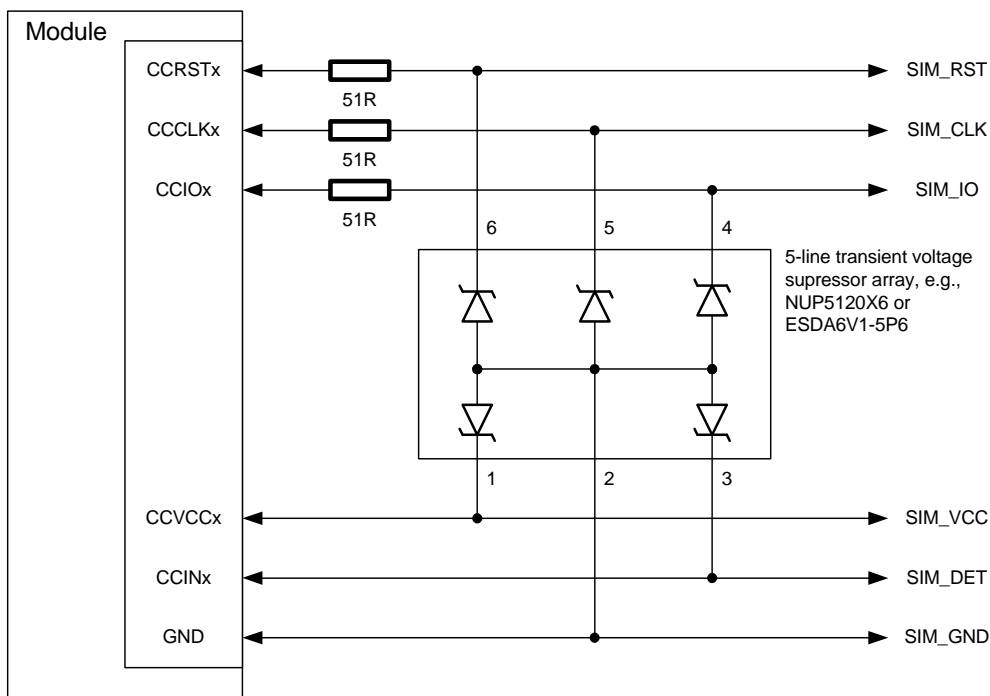 Module
CCRSTx
51R
SIM_RST
CCCLKx
51R
SIM_CLK
CCIOx
51R
SIM_IO
6
5
4
5-line transient voltage
supressor array, e.g.,
NUP5120X6 or
ESDA6V1-5P6
1
2
3
CCVCCx
SIM_VCC
CCINx
SIM_DET
GND
SIM_GND